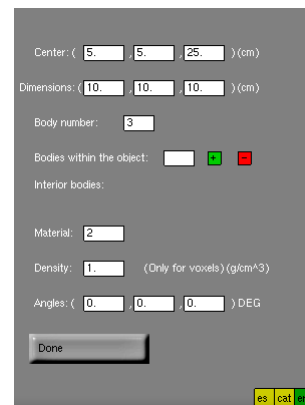 Center: ( 5. , 5. , 25. ) (cm)
Dimensions: ( 10. , 10. , 10. ) (cm)
Body number: 3
Bodies within the object: + -
Interior bodies:
Material: 2
Density: 1. (Only for voxels) (g/cm^3)
Angles: ( 0. , 0. , 0. ) DEG
Done
es cat